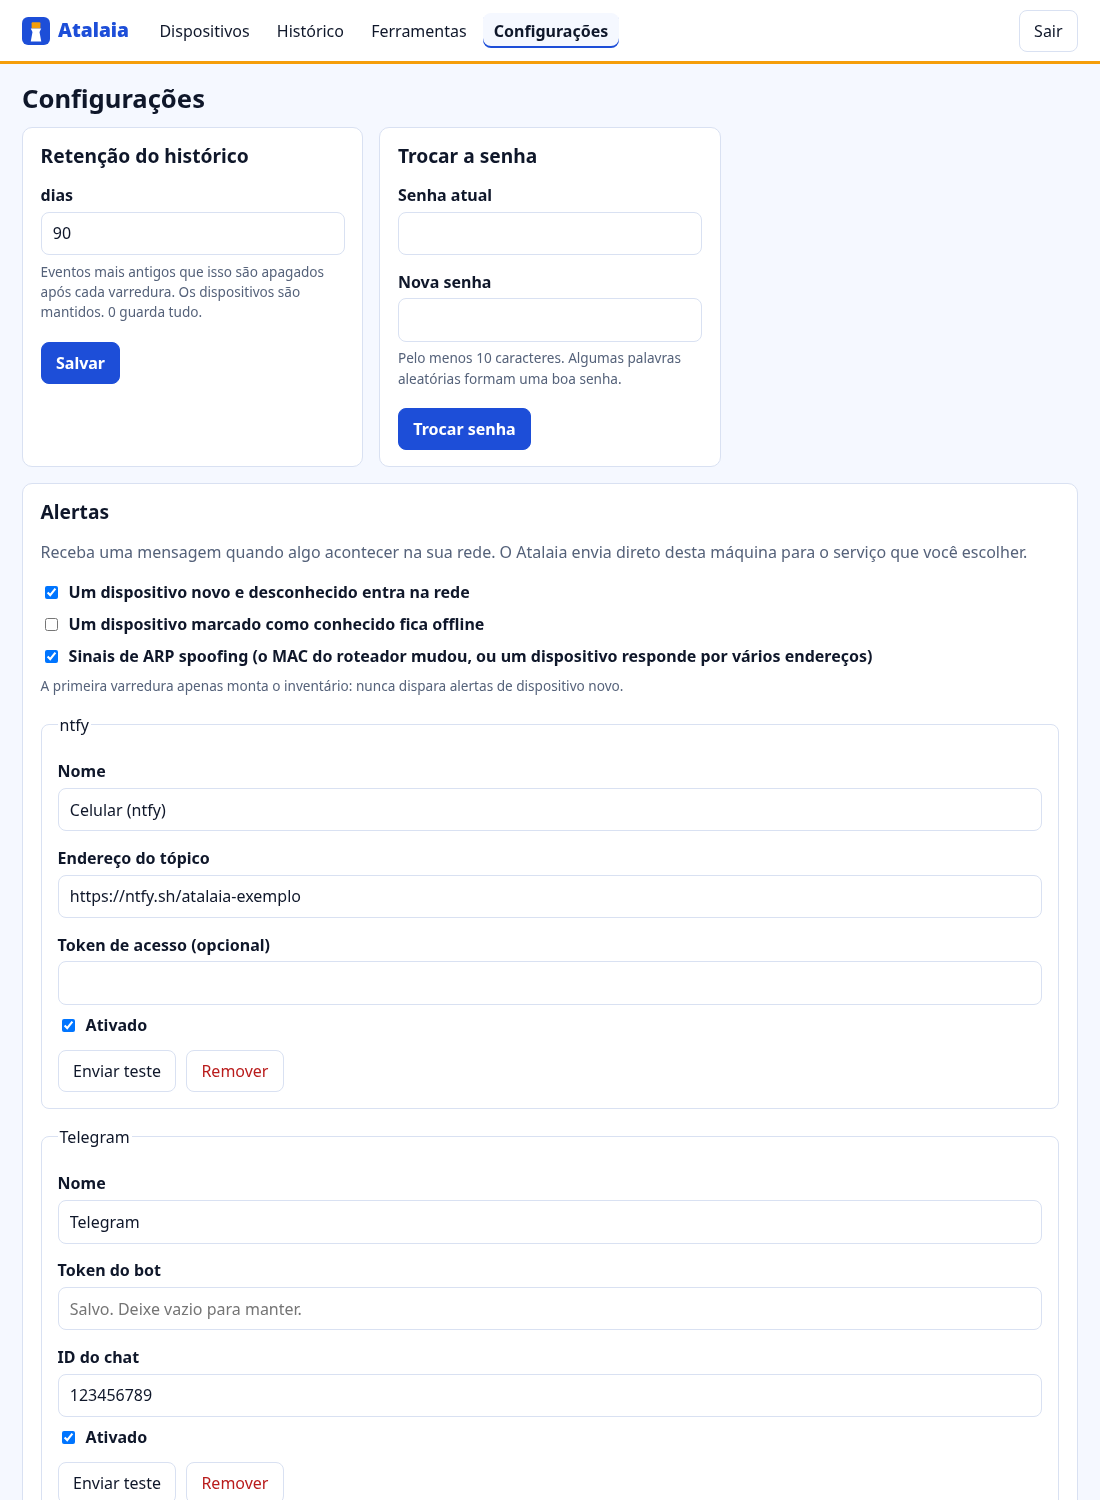 Atalaia
Dispositivos
Histórico
Ferramentas
Configurações
Sair
Configurações
Retenção do histórico
dias
90
Eventos mais antigos que isso são apagados
após cada varredura. Os dispositivos são
mantidos. 0 guarda tudo.
Salvar
Trocar a senha
Senha atual
Nova senha
Pelo menos 10 caracteres. Algumas palavras
aleatórias formam uma boa senha.
Trocar senha
Alertas
Receba uma mensagem quando algo acontecer na sua rede. O Atalaia envia direto desta máquina para o serviço que você escolher.
Um dispositivo novo e desconhecido entra na rede
Um dispositivo marcado como conhecido fica offline
Sinais de ARP spoofing (o MAC do roteador mudou, ou um dispositivo responde por vários endereços)
A primeira varredura apenas monta o inventário: nunca dispara alertas de dispositivo novo.
ntfy
Nome
Celular (ntfy)
Endereço do tópico
https://ntfy.sh/atalaia-exemplo
Token de acesso (opcional)
Ativado
Enviar teste
Remover
Telegram
Nome
Telegram
Token do bot
Salvo. Deixe vazio para manter.
ID do chat
123456789
Ativado
Enviar teste
Remover